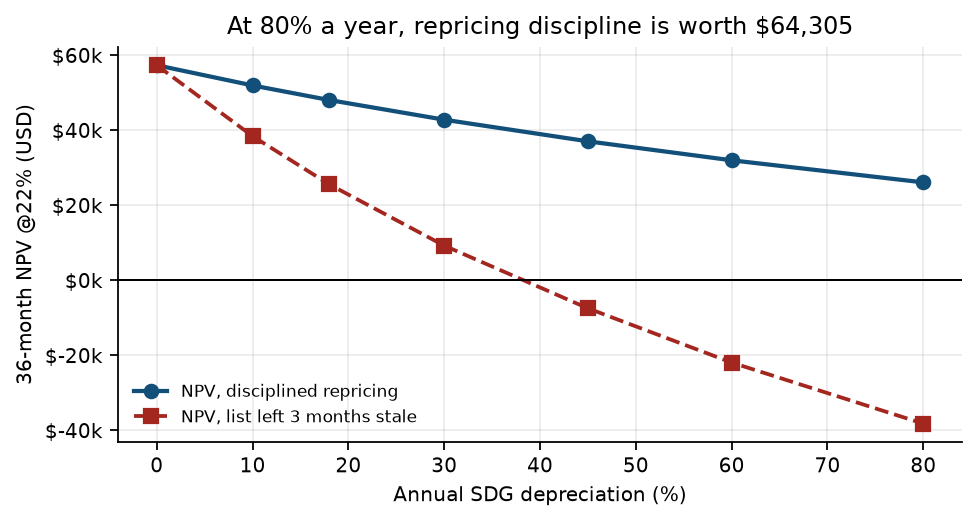 At 80% a year, repricing discipline is worth $64,305
36-month NPV @22% (USD)
$60k
$40k
$20k
$0k
$-20k
$-40k
NPV, disciplined repricing
NPV, list left 3 months stale
0 10 20 30 40 50 60 70 80
Annual SDG depreciation (%)